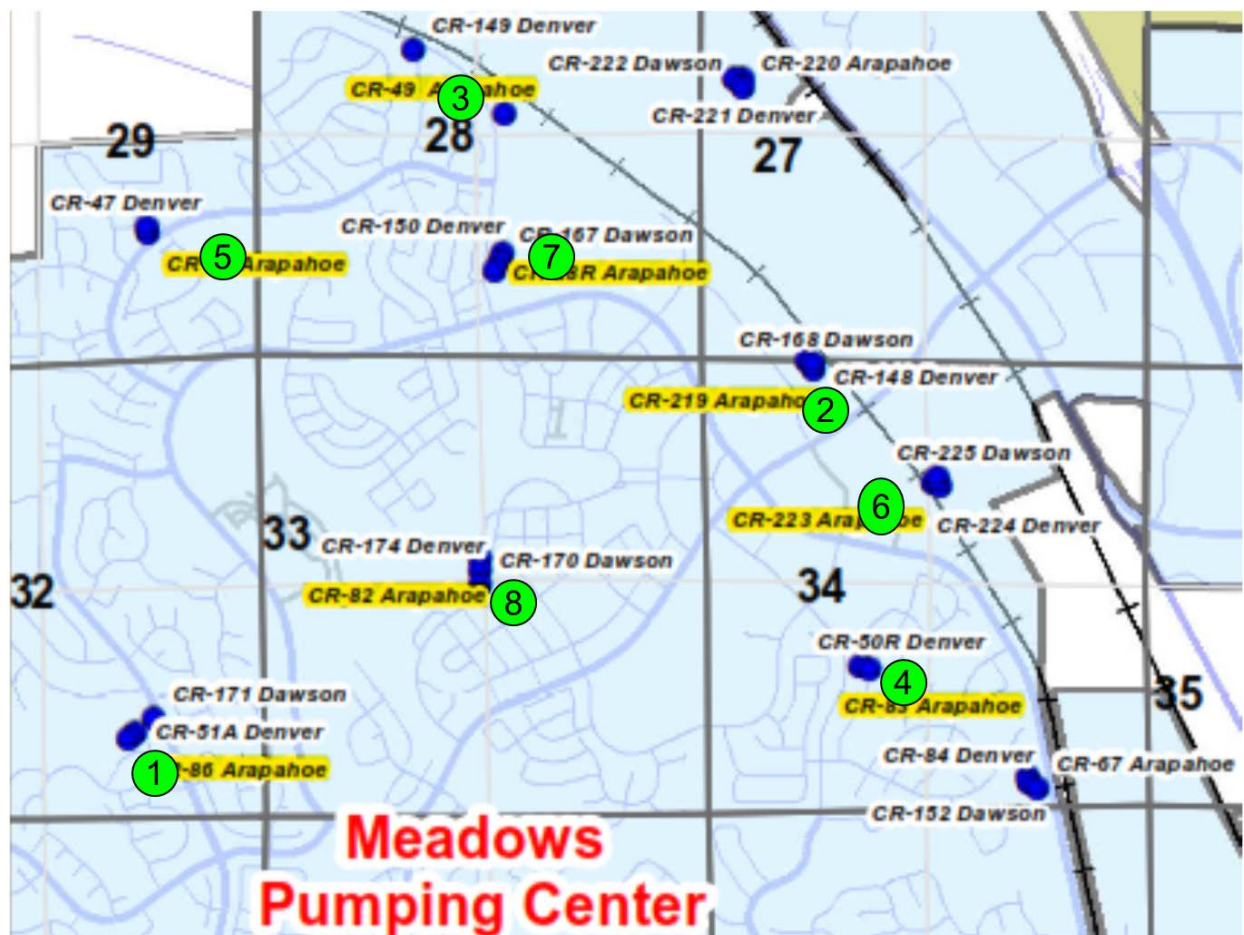 CR-149 Denver
CR-222 Dawson
CR-220 Arapahoe
CR-49
3
CR-221 Denver
29
28
27
CR-47 Denver
CR-150 Denver
CR-167 Dawson
5
Arapahoe
7
Arapahoe
CR-168 Dawson
CR-148 Denver
CR-219 Arapahoe
2
1
CR-225 Dawson
6
CR-223
CR-224 Denver
33
CR-174 Denver
CR-170 Dawson
32
CR-82 Arapahoe
8
34
CR-50R Denver
4
Arapahoe
35
CR-171 Dawson
CR-51A Denver
1
-86 Arapahoe
CR-84 Denver
CR-67 Arapahoe
CR-152 Dawson
Meadows
Pumping Center